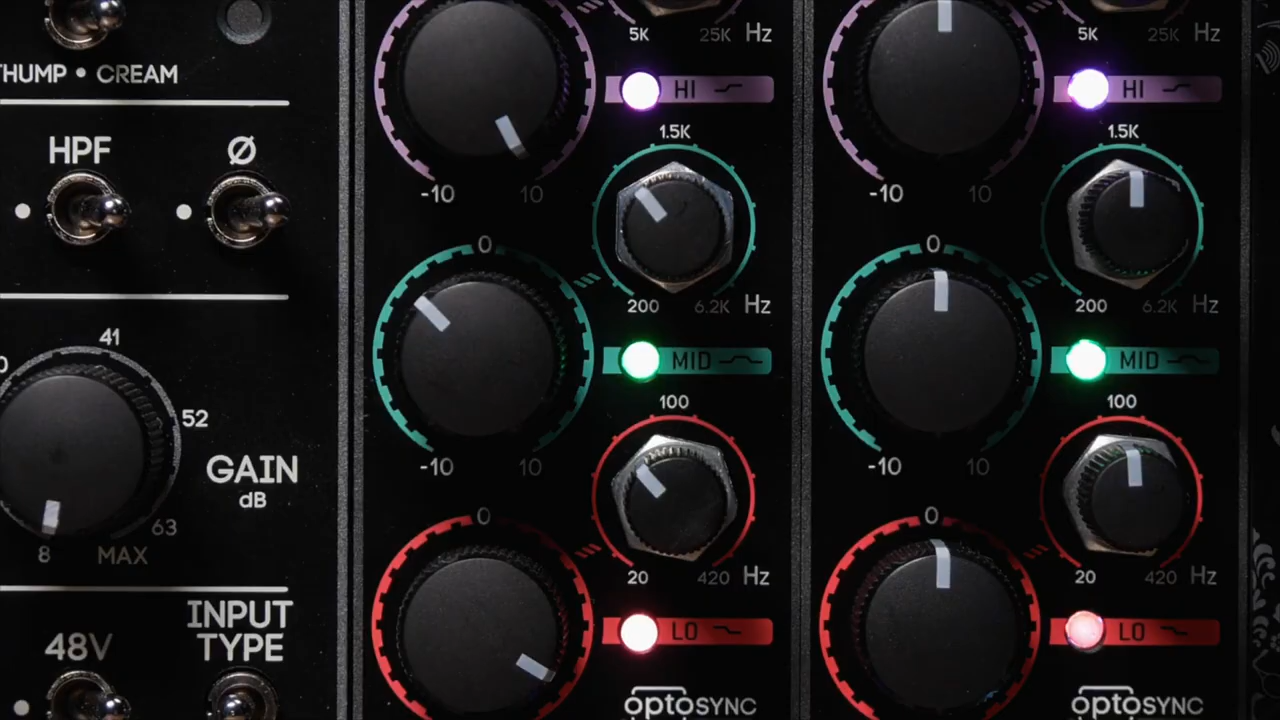 THUMP • CREAM
HPF Ø
41
52
GAIN
dB
63
8 MAX
INPUT
TYPE
48V
5K 25K Hz
HI
1.5K
-10 10
0
200 6.2K Hz
MID
100
-10 10
0
20 420 Hz
LO
optoSYNC
5K 25K Hz
HI
1.5K
-10 10
0
200 6.2K Hz
MID
100
-10 10
0
20 420 Hz
LO
optoSYNC